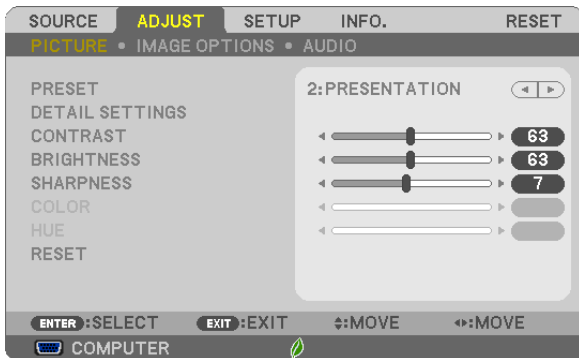 SOURCE ADJUST SETUP INFO. RESET
PICTURE • IMAGE OPTIONS • AUDIO
PRESET 2:PRESENTATION
DETAIL SETTINGS
CONTRAST 63
BRIGHTNESS 63
SHARPNESS 7
COLOR
HUE
RESET
ENTER :SELECT EXIT :EXIT :MOVE :MOVE
COMPUTER